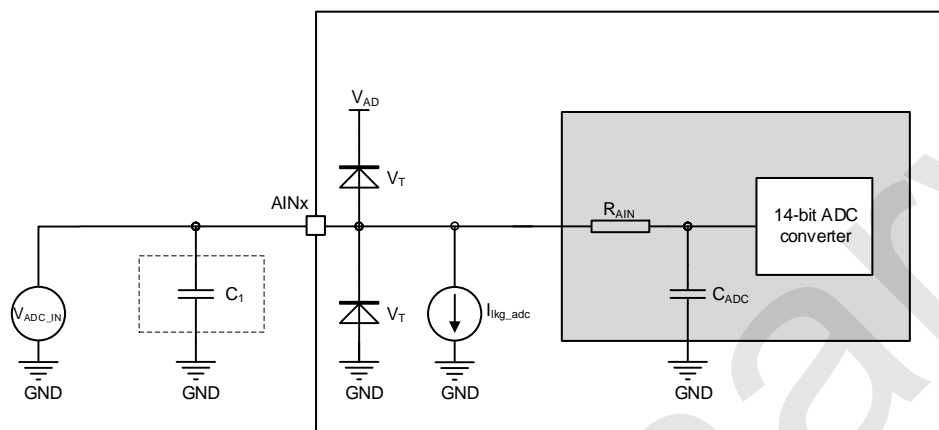 V_AD
V_T
AINx
R_AIN
14-bit ADC
converter
V_ADC_IN
C_1
V_T
I_lkg_adc
C_ADC
GND
GND
GND
GND
GND